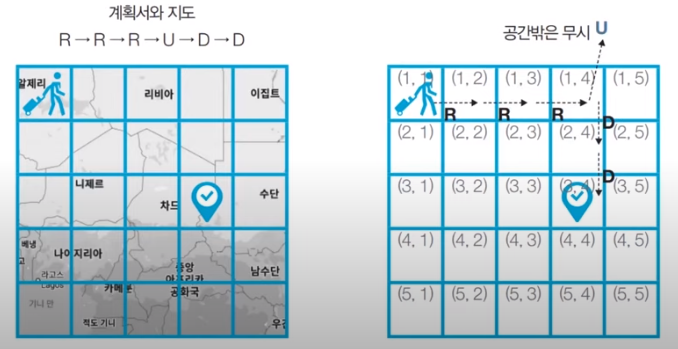 계획서와 지도
R→R→R→U→D→D
알제리
리비아
이집트
니제르
차드
수단
베냉
나이지리아
라고스
Lagos
중앙
아프리카
공화국
남수단
카메룬
기니 만
적도 기니
공간밖은 무시 U
(1, 1) (1, 2) (1, 3) (1, 4) (1, 5)
R R R D
(2, 1) (2, 2) (2, 3) (2, 4) (2, 5)
D
(3, 1) (3, 2) (3, 3) (3, 4) (3, 5)
(4, 1) (4, 2) (4, 3) (4, 4) (4, 5)
(5, 1) (5, 2) (5, 3) (5, 4) (5, 5)